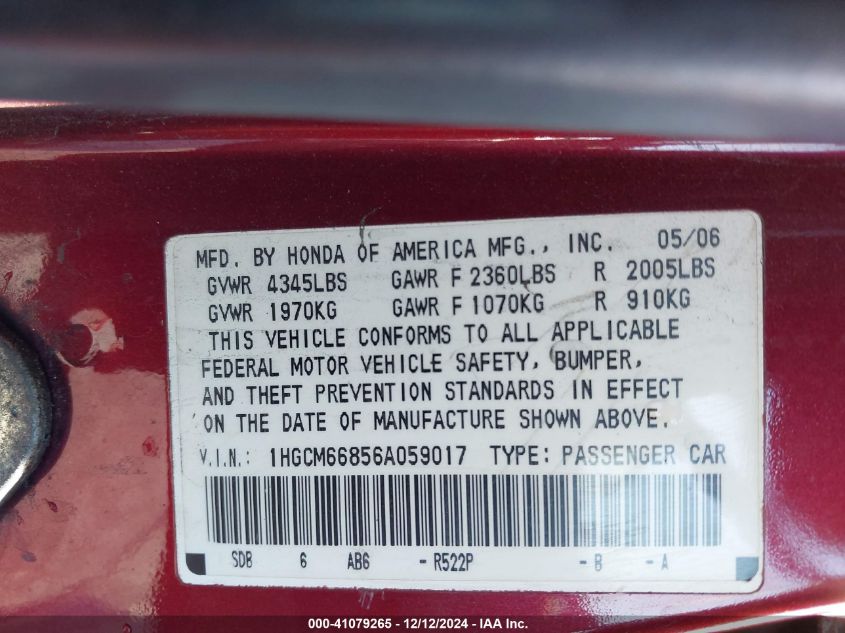 MFD. BY HONDA OF AMERICA MFG., INC. 05/06
GVWR 4345LBS GAWR F 2360LBS R 2005LBS
GVWR 1970KG GAWR F 1070KG R 910KG
THIS VEHICLE CONFORMS TO ALL APPLICABLE
FEDERAL MOTOR VEHICLE SAFETY, BUMPER,
AND THEFT PREVENTION STANDARDS IN EFFECT
ON THE DATE OF MANUFACTURE SHOWN ABOVE.
V.I.N.: 1HGCM66856A059017 TYPE: PASSENGER CAR
SDB 6 AB6 - R522P - B - A
000-41079265 - 12/12/2024 - IAA Inc.